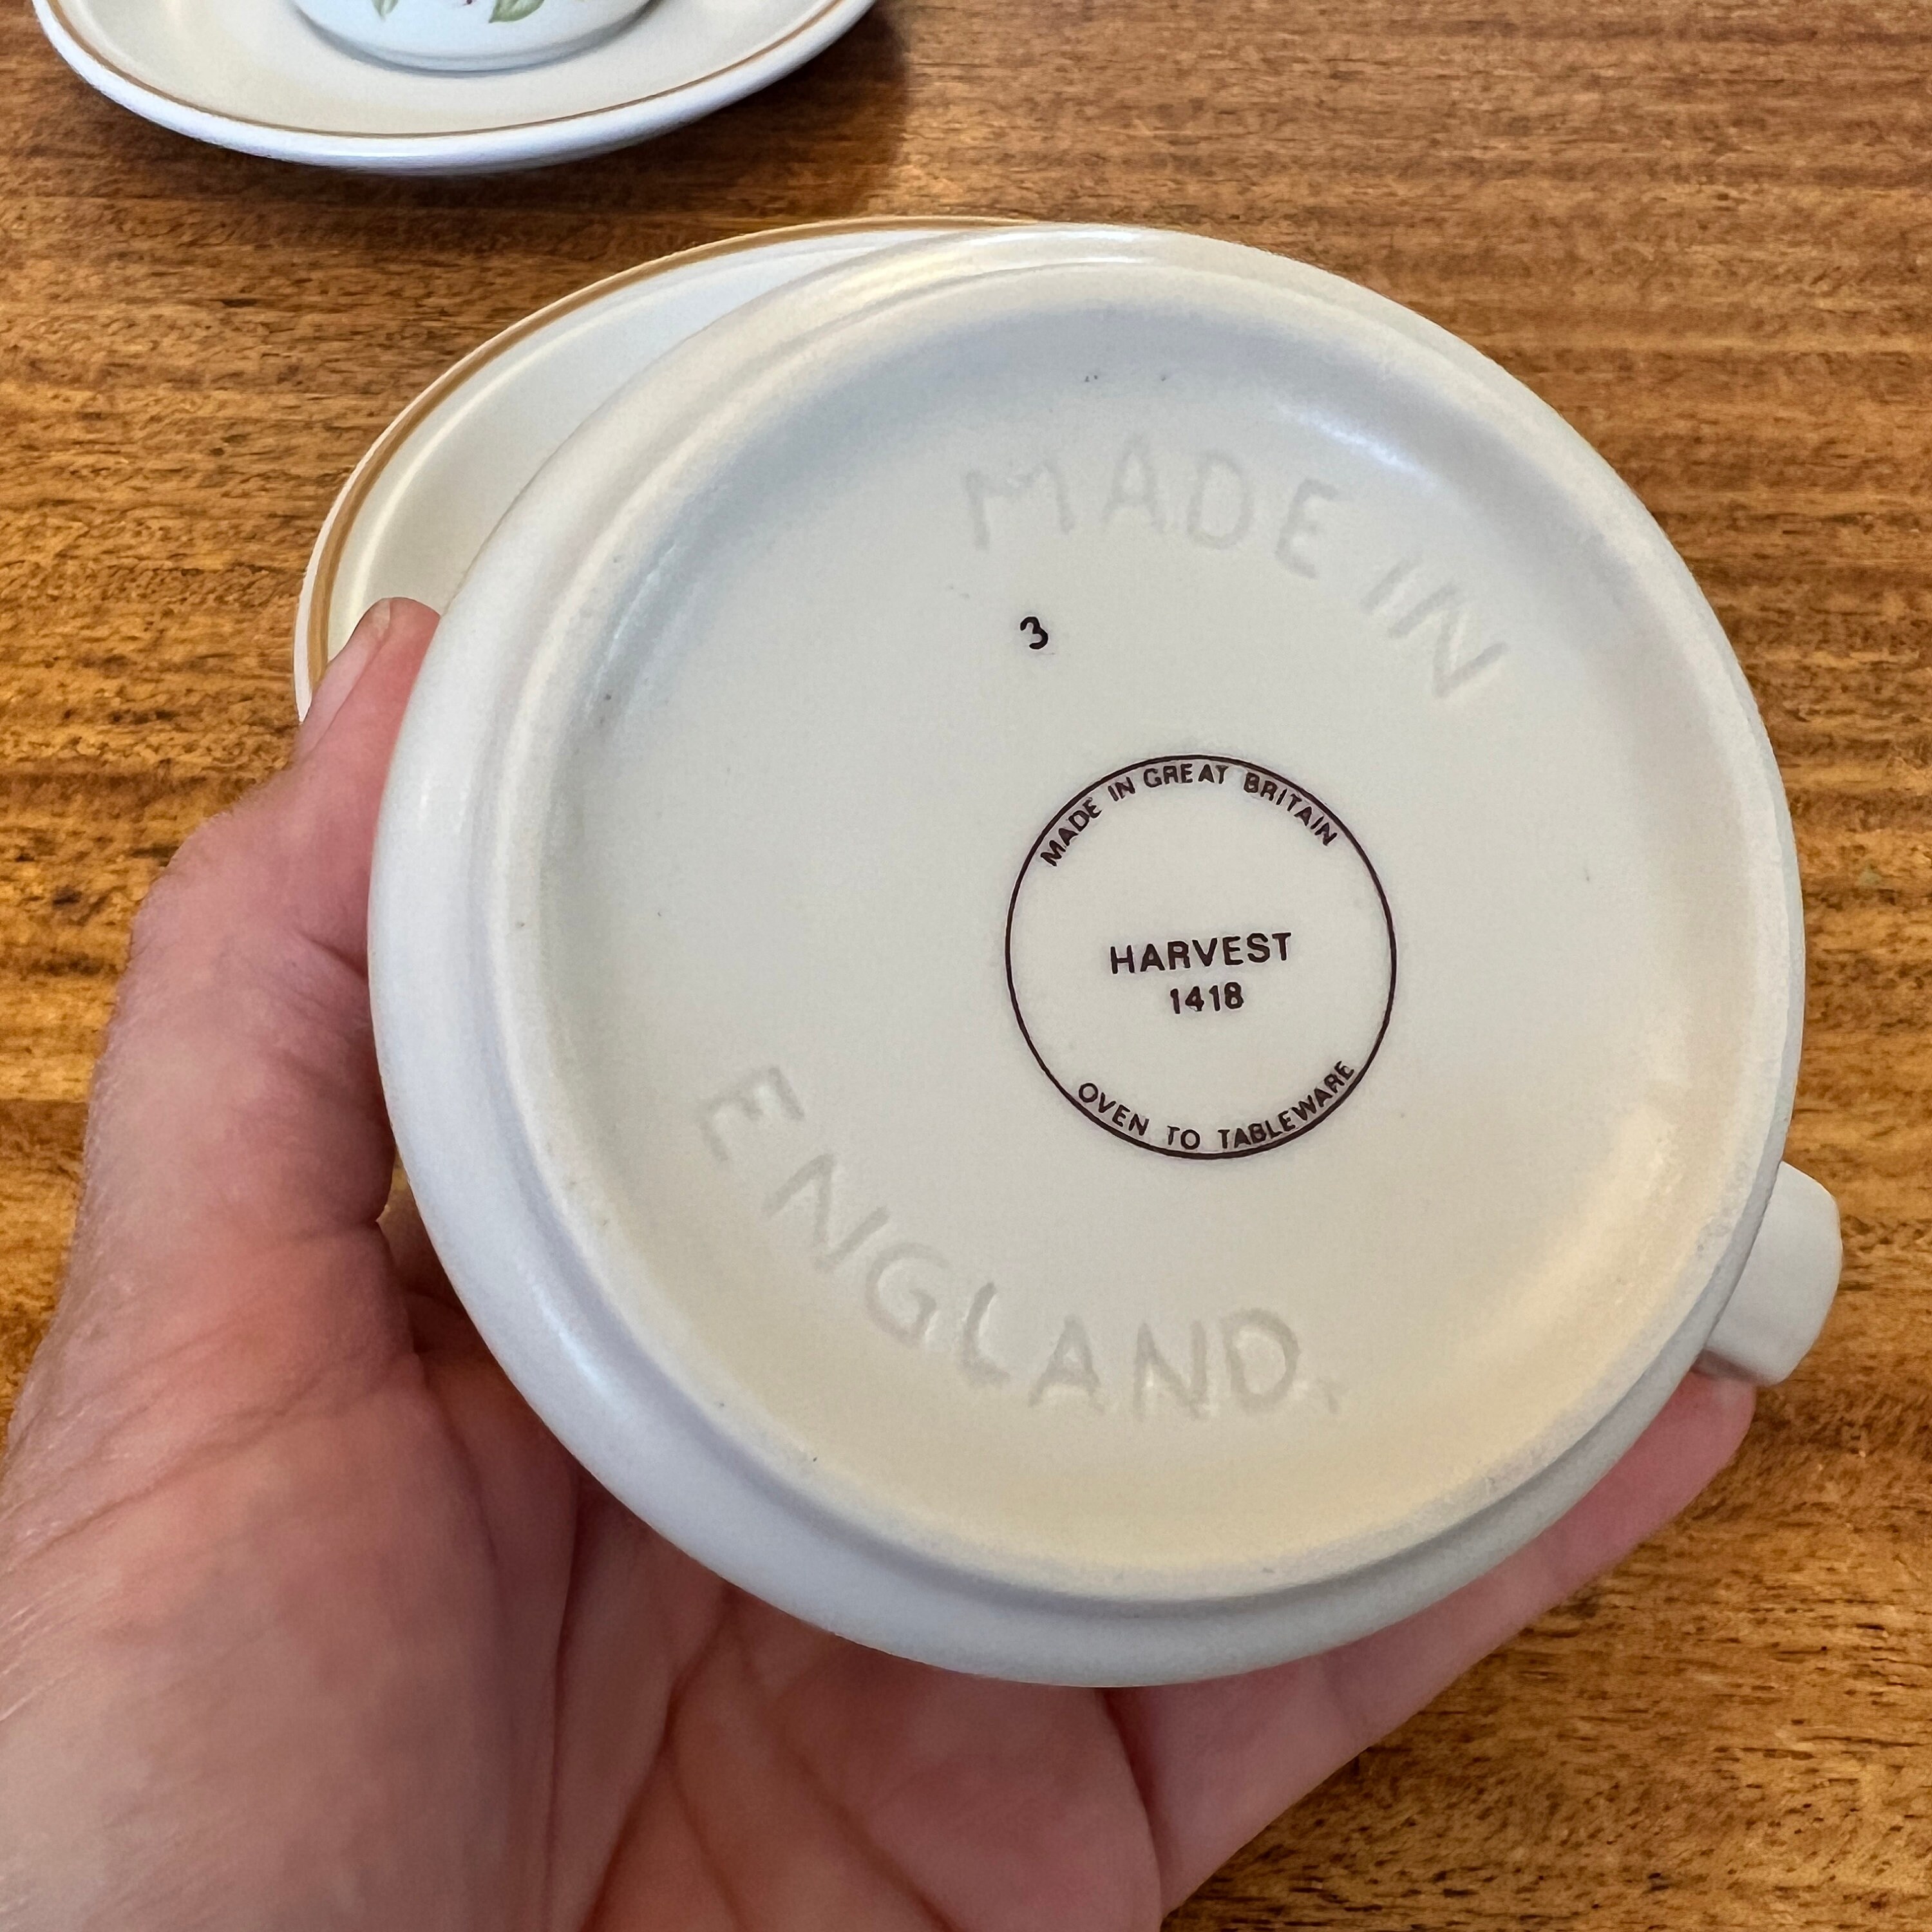 MADE IN
3
MADE IN GREAT BRITAIN
HARVEST
1418
OVEN TO TABLEWARE
ENGLAND.